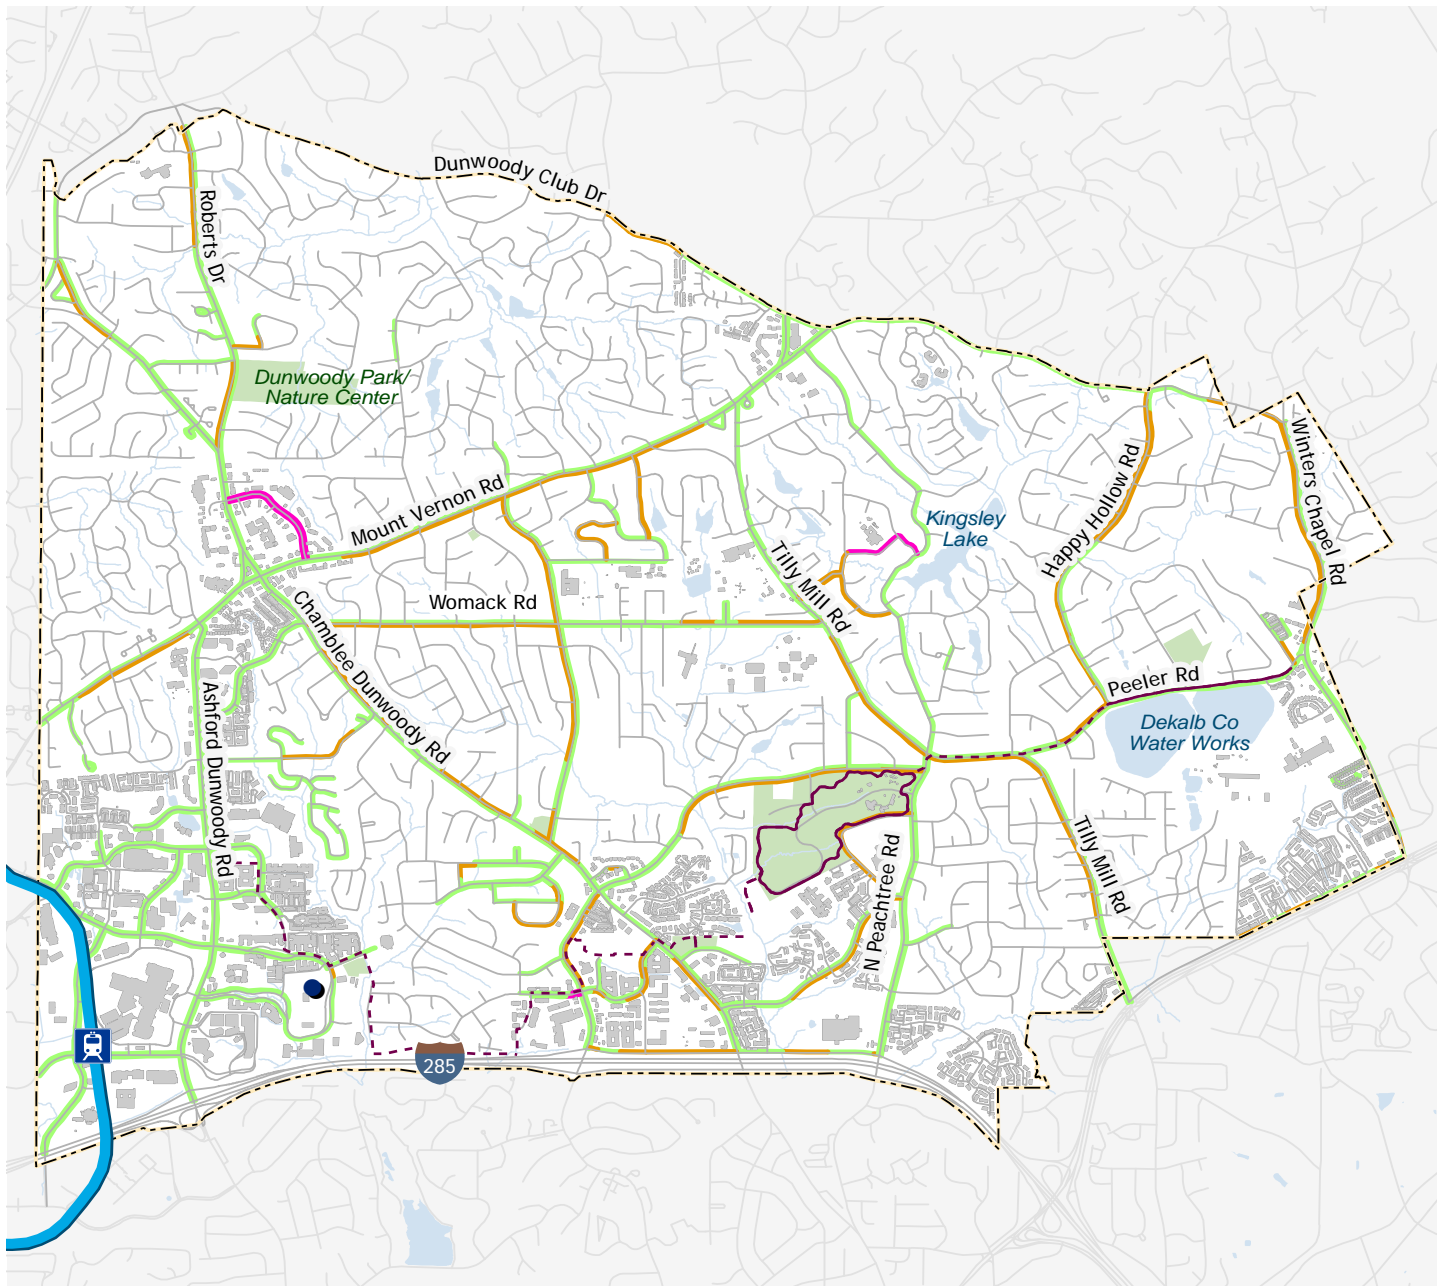 Dunwoody Club Dr
Roberts Dr
Dunwoody Park/
Nature Center
Winters Chapel Rd
Happy Hollow Rd
Mount Vernon Rd
Kingsley
Lake
Tilly Mill Rd
Womack Rd
Chamblee Dunwoody Rd
Peeler Rd
Ashford Dunwoody Rd
Dekalb Co
Water Works
Tilly Mill Rd
N Peachtree Rd
285